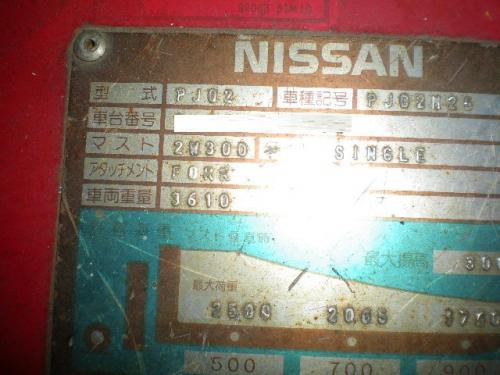 NISSAN
型式 PJ02 車種記号 PJ02M25
車台番号
マスト 2W300 SINGLE
アタッチメント FORK
車両重量 3610
最大揚高 300
最大荷重
2500 2065
500 700 900